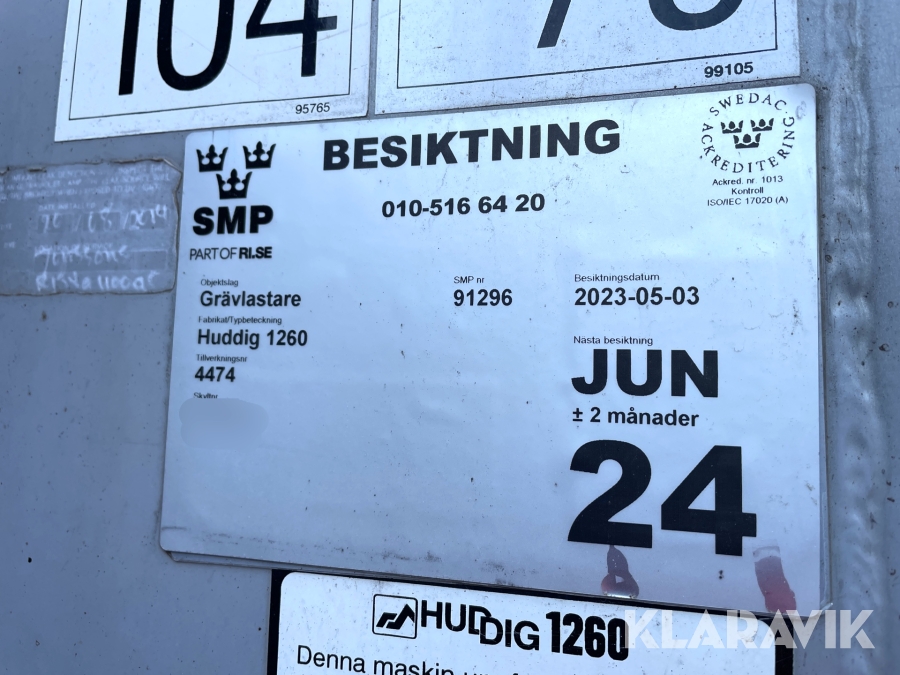 104
95765
99105
BESIKTNING
010-516 64 20
SMP
PART OF RI.SE
SWEDAC
ACKREDITERING
Ackred. nr. 1013
Kontroll
ISO/IEC 17020 (A)
Objektslag
Grävlastare
Fabrikat/Typbeteckning
Huddig 1260
Tillverkningsnr
4474
SMP nr
91296
Besiktningsdatum
2023-05-03
Nästa besiktning
JUN
± 2 månader
24
HUDDIG 1260
Denna maskin
KLARAVIK